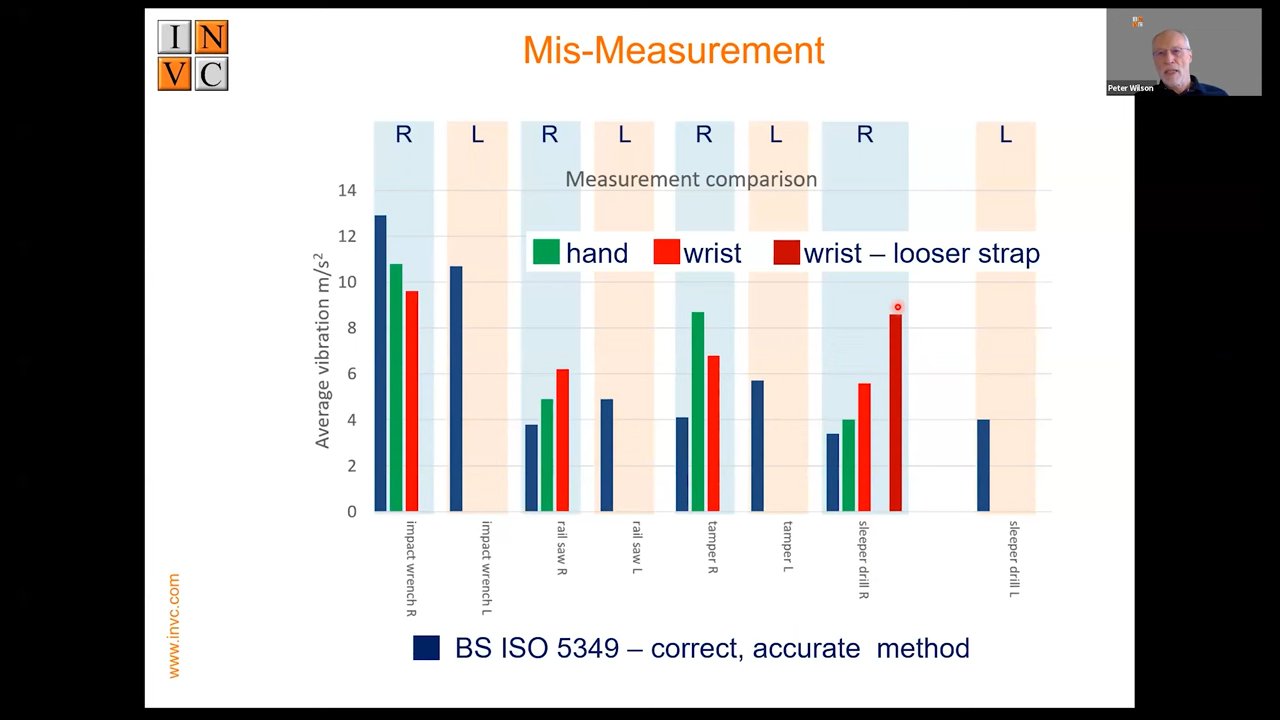 I N
V C
Mis-Measurement
Peter Wilson
R L R L R L R L
Measurement comparison
hand wrist wrist – looser strap
Average vibration m/s²
14
12
10
8
6
4
2
0
impact wrench R
impact wrench L
rail saw R
rail saw L
tamper R
tamper L
sleeper drill R
sleeper drill L
BS ISO 5349 – correct, accurate method
www.invc.com